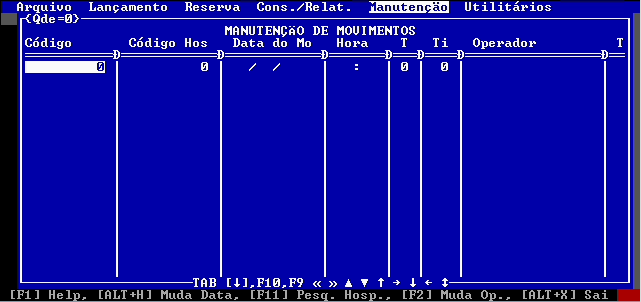 Arquivo Lançamento Reserva Cons./Relat. Manutenção Utilitários
(Qde=0)
MANUTENÇÃO DE MOVIMENTOS
Código Código Hos Data do Mo Hora T Ti Operador T
0 0 / / : 0 0
TAB [↓],F10,F9 « » ▲ ▼ ↑ → ↓ ← ↕
[F1] Help, [ALT+H] Muda Data, [F11] Pesq. Hosp., [F2] Muda Op., [ALT+X] Sai